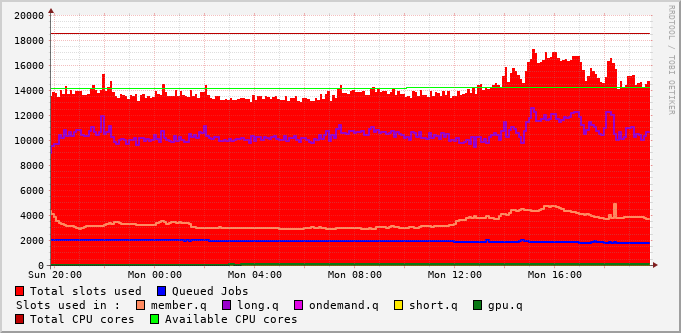 20000
18000
16000
14000
12000
10000
8000
6000
4000
2000
0
Sun 20:00 Mon 00:00 Mon 04:00 Mon 08:00 Mon 12:00 Mon 16:00
Total slots used Queued Jobs
Slots used in : member.q long.q ondemand.q short.q gpu.q
Total CPU cores Available CPU cores
RRDTOOL / TOBI OETIKER